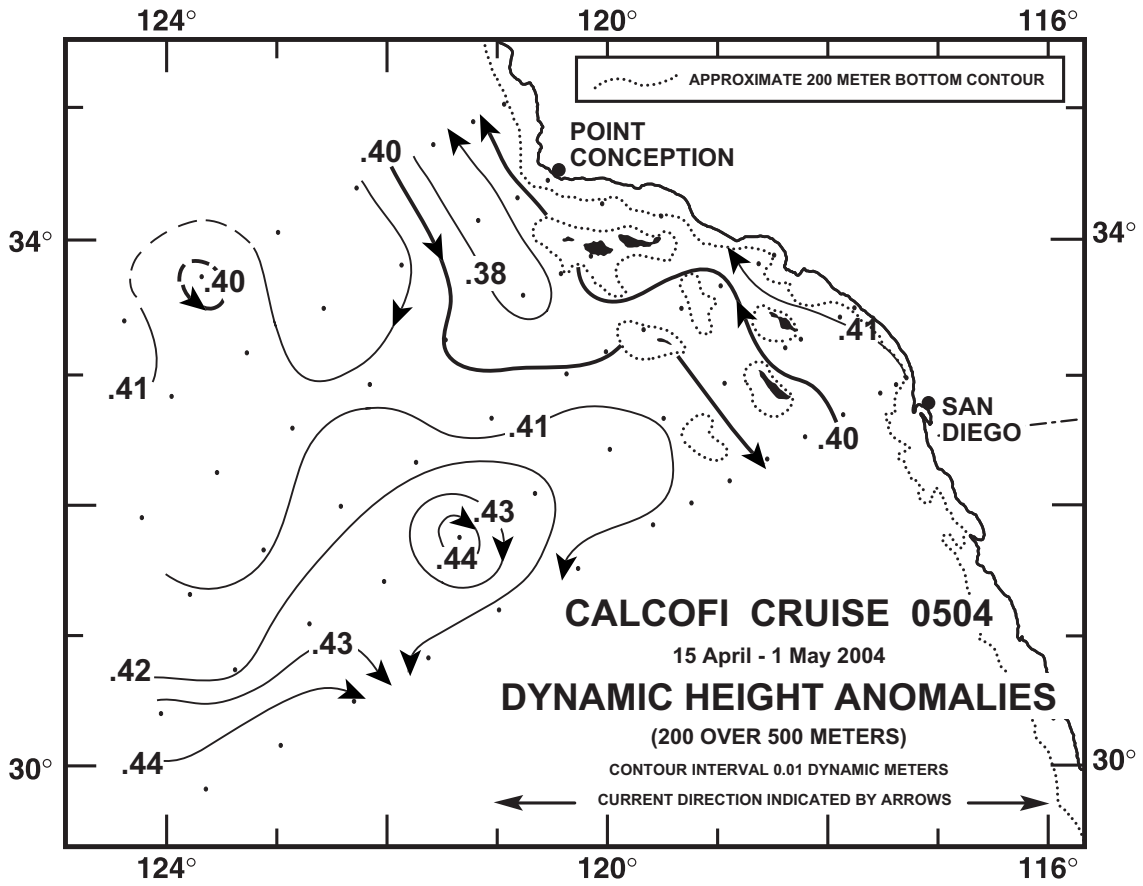 124° 120° 116°
APPROXIMATE 200 METER BOTTOM CONTOUR
POINT
CONCEPTION
.40
34° 34°
.38
.40
.41
.41
SAN
DIEGO
.41
.40
.43
.44
CALCOFI CRUISE 0504
15 April - 1 May 2004
.43
.42
DYNAMIC HEIGHT ANOMALIES
(200 OVER 500 METERS)
.44
30° 30°
CONTOUR INTERVAL 0.01 DYNAMIC METERS
CURRENT DIRECTION INDICATED BY ARROWS
124° 120° 116°